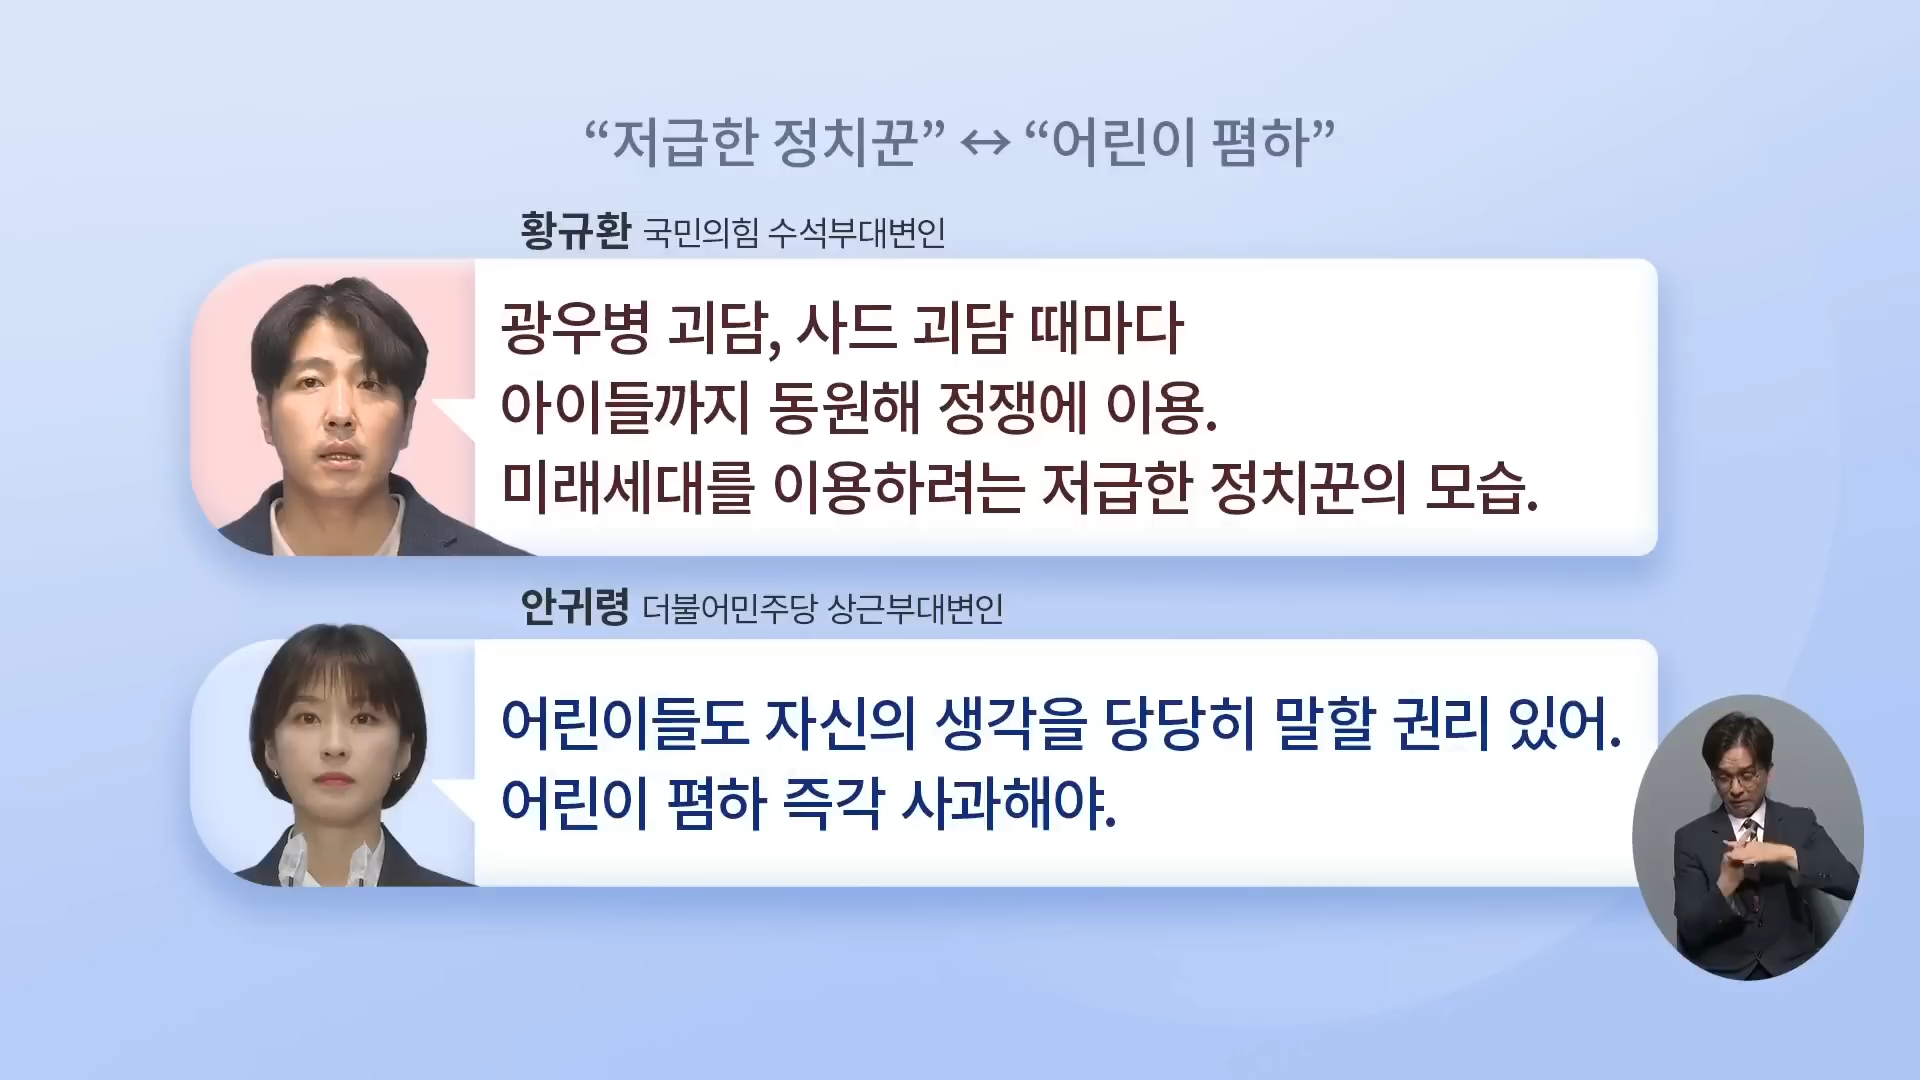 “저급한 정치꾼” ↔ “어린이 폄하”
황규환 국민의힘 수석부대변인
광우병 괴담, 사드 괴담 때마다
아이들까지 동원해 정쟁에 이용.
미래세대를 이용하려는 저급한 정치꾼의 모습.
안귀령 더불어민주당 상근부대변인
어린이들도 자신의 생각을 당당히 말할 권리 있어.
어린이 폄하 즉각 사과해야.